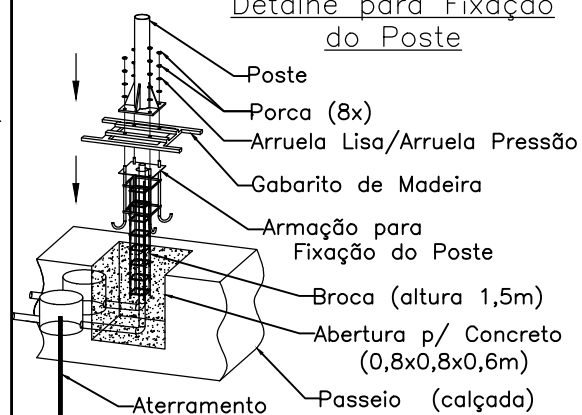 Detalhe para Fixação
do Poste
Poste
Porca (8x)
Arruela Lisa/Arruela Pressão
Gabarito de Madeira
Armação para
Fixação do Poste
Broca (altura 1,5m)
Abertura p/ Concreto
(0,8x0,8x0,6m)
Passeio (calçada)
Aterramento